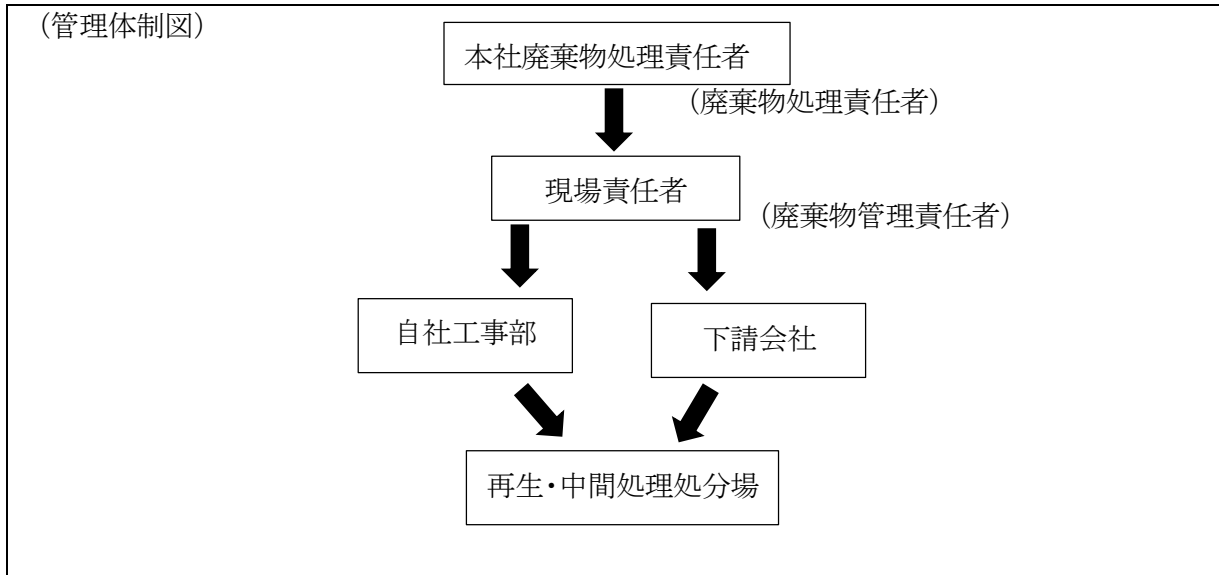 （管理体制図）
本社廃棄物処理責任者
（廃棄物処理責任者）
現場責任者
（廃棄物管理責任者）
自社工事部
下請会社
再生・中間処理処分場